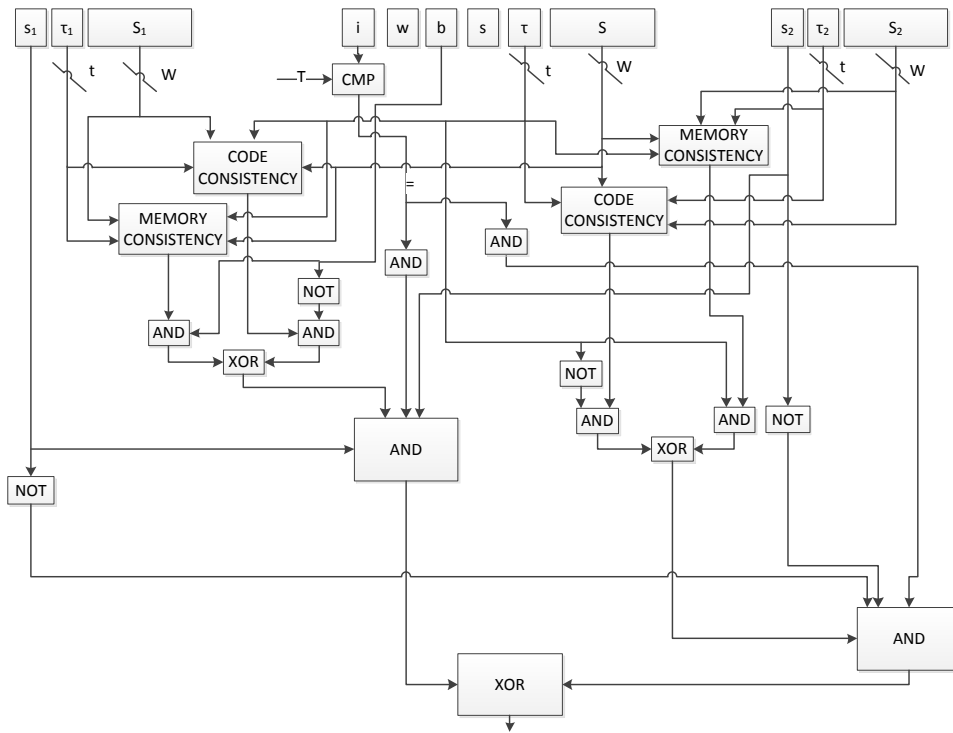 s₁ τ₁ S₁ i w b s τ S s₂ τ₂ S₂
t W T CMP t W t W
MEMORY
CONSISTENCY
CODE
CONSISTENCY
=
CODE
CONSISTENCY
MEMORY
CONSISTENCY
AND
AND
NOT
AND AND
XOR
NOT
AND AND NOT
AND XOR
NOT
AND
XOR